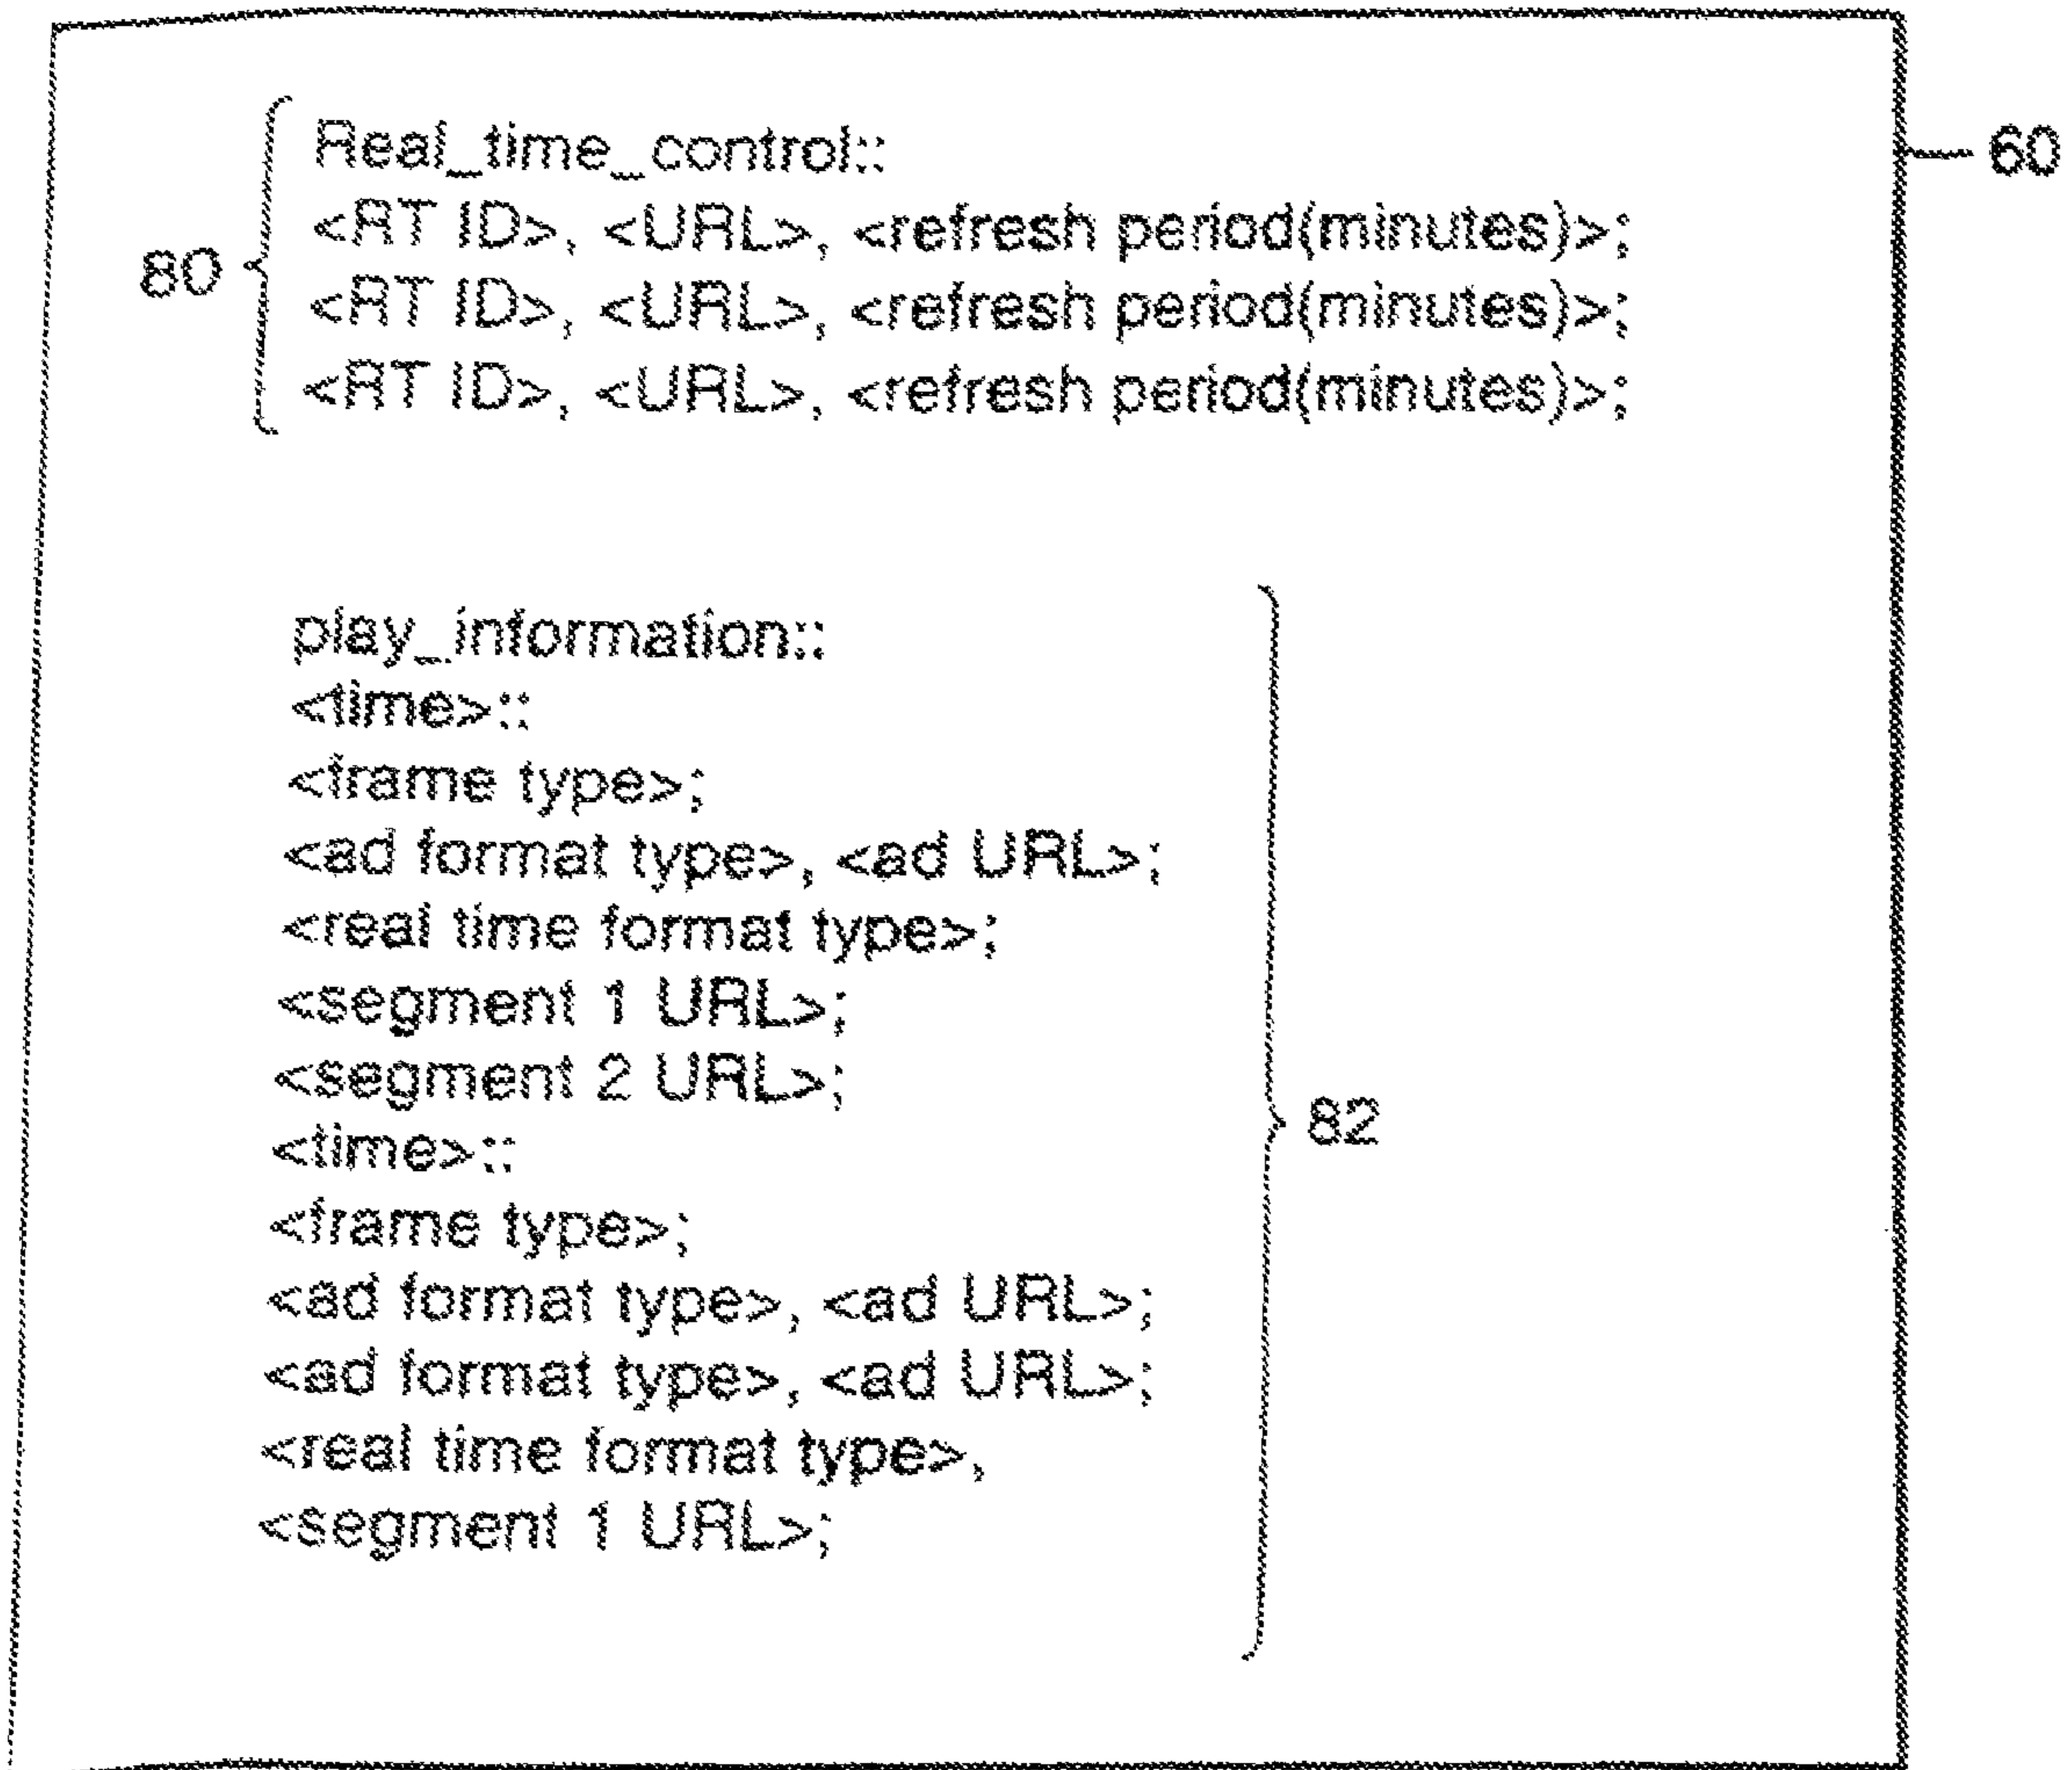 Real_time_control::
<RT ID>, <URL>, <refresh period(minutes)>;
<RT ID>, <URL>, <refresh period(minutes)>;
<RT ID>, <URL>, <refresh period(minutes)>;
80
60
play_information::
<time>::
<frame type>;
<ad format type>, <ad URL>;
<real time format type>;
<segment 1 URL>;
<segment 2 URL>;
<time>::
<frame type>;
<ad format type>, <ad URL>;
<ad format type>, <ad URL>;
<real time format type>,
<segment 1 URL>;
82